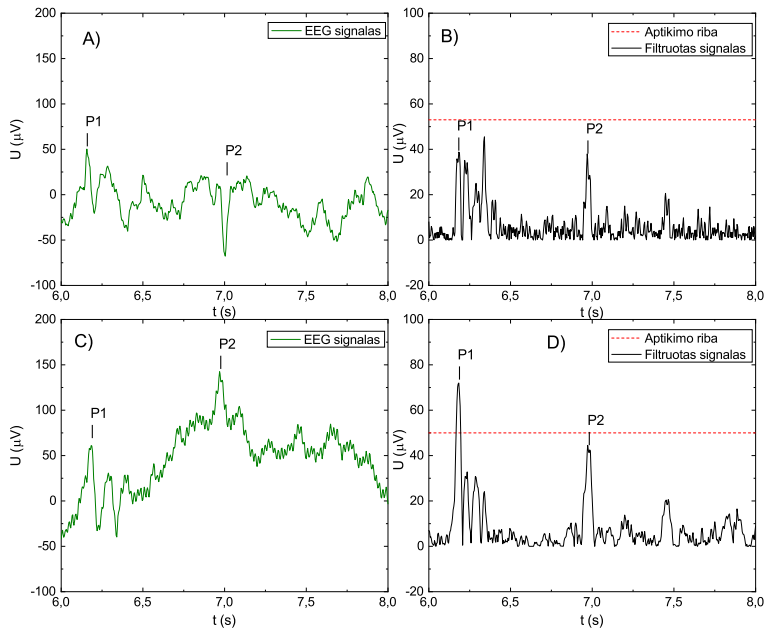 A)
EEG signalas
P1
P2
U (μV)
200
150
100
50
0
-50
-100
6,0
6,5
7,0
7,5
8,0
t (s)
B)
Aptikimo riba
Filtruotas signalas
P1
P2
U (μV)
100
80
60
40
20
0
-20
6,0
6,5
7,0
7,5
8,0
t (s)
C)
EEG signalas
P1
P2
U (μV)
200
150
100
50
0
-50
-100
6,0
6,5
7,0
7,5
8,0
t (s)
D)
Aptikimo riba
Filtruotas signalas
P1
P2
U (μV)
100
80
60
40
20
0
-20
6,0
6,5
7,0
7,5
8,0
t (s)